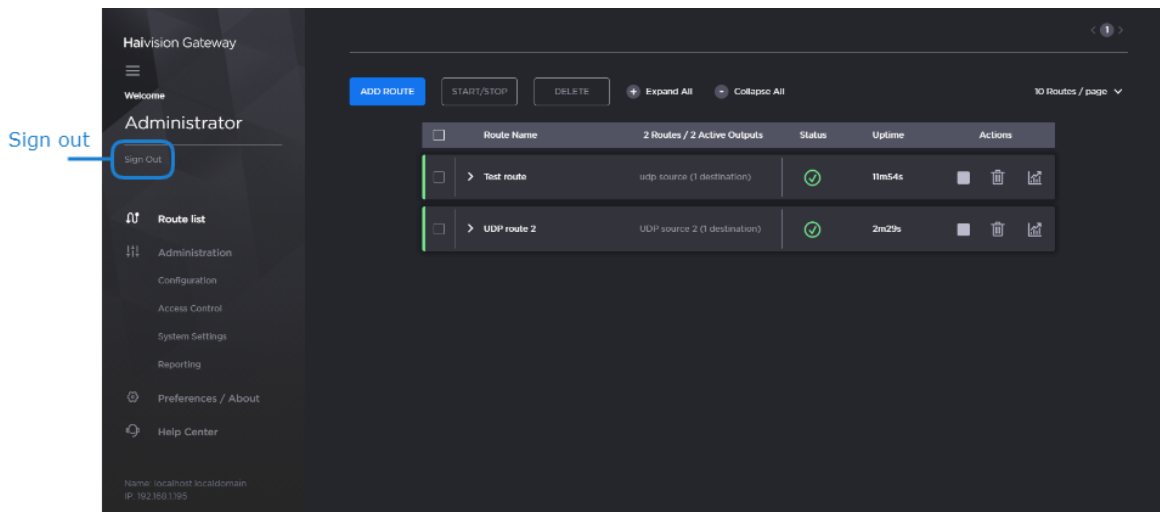 Sign out
Haivision Gateway
Welcome
Administrator
Sign Out
Route list
Administration
Configuration
Access Control
System Settings
Reporting
Preferences / About
Help Center
Name: localhost localdomain
IP: 192.168.1.195
< 1 >
ADD ROUTE START/STOP DELETE + Expand All - Collapse All 10 Routes / page
Route Name 2 Routes / 2 Active Outputs Status Uptime Actions
Test route udp source (1 destination) 11m54s
UDP route 2 UDP source 2 (1 destination) 2m29s